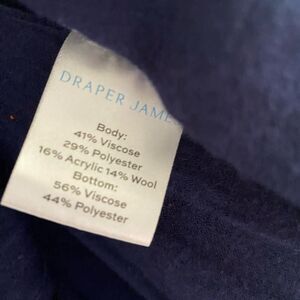 DRAPER JAMES
Body:
41% Viscose
29% Polyester
16% Acrylic 14% Wool
Bottom:
56% Viscose
44% Polyester